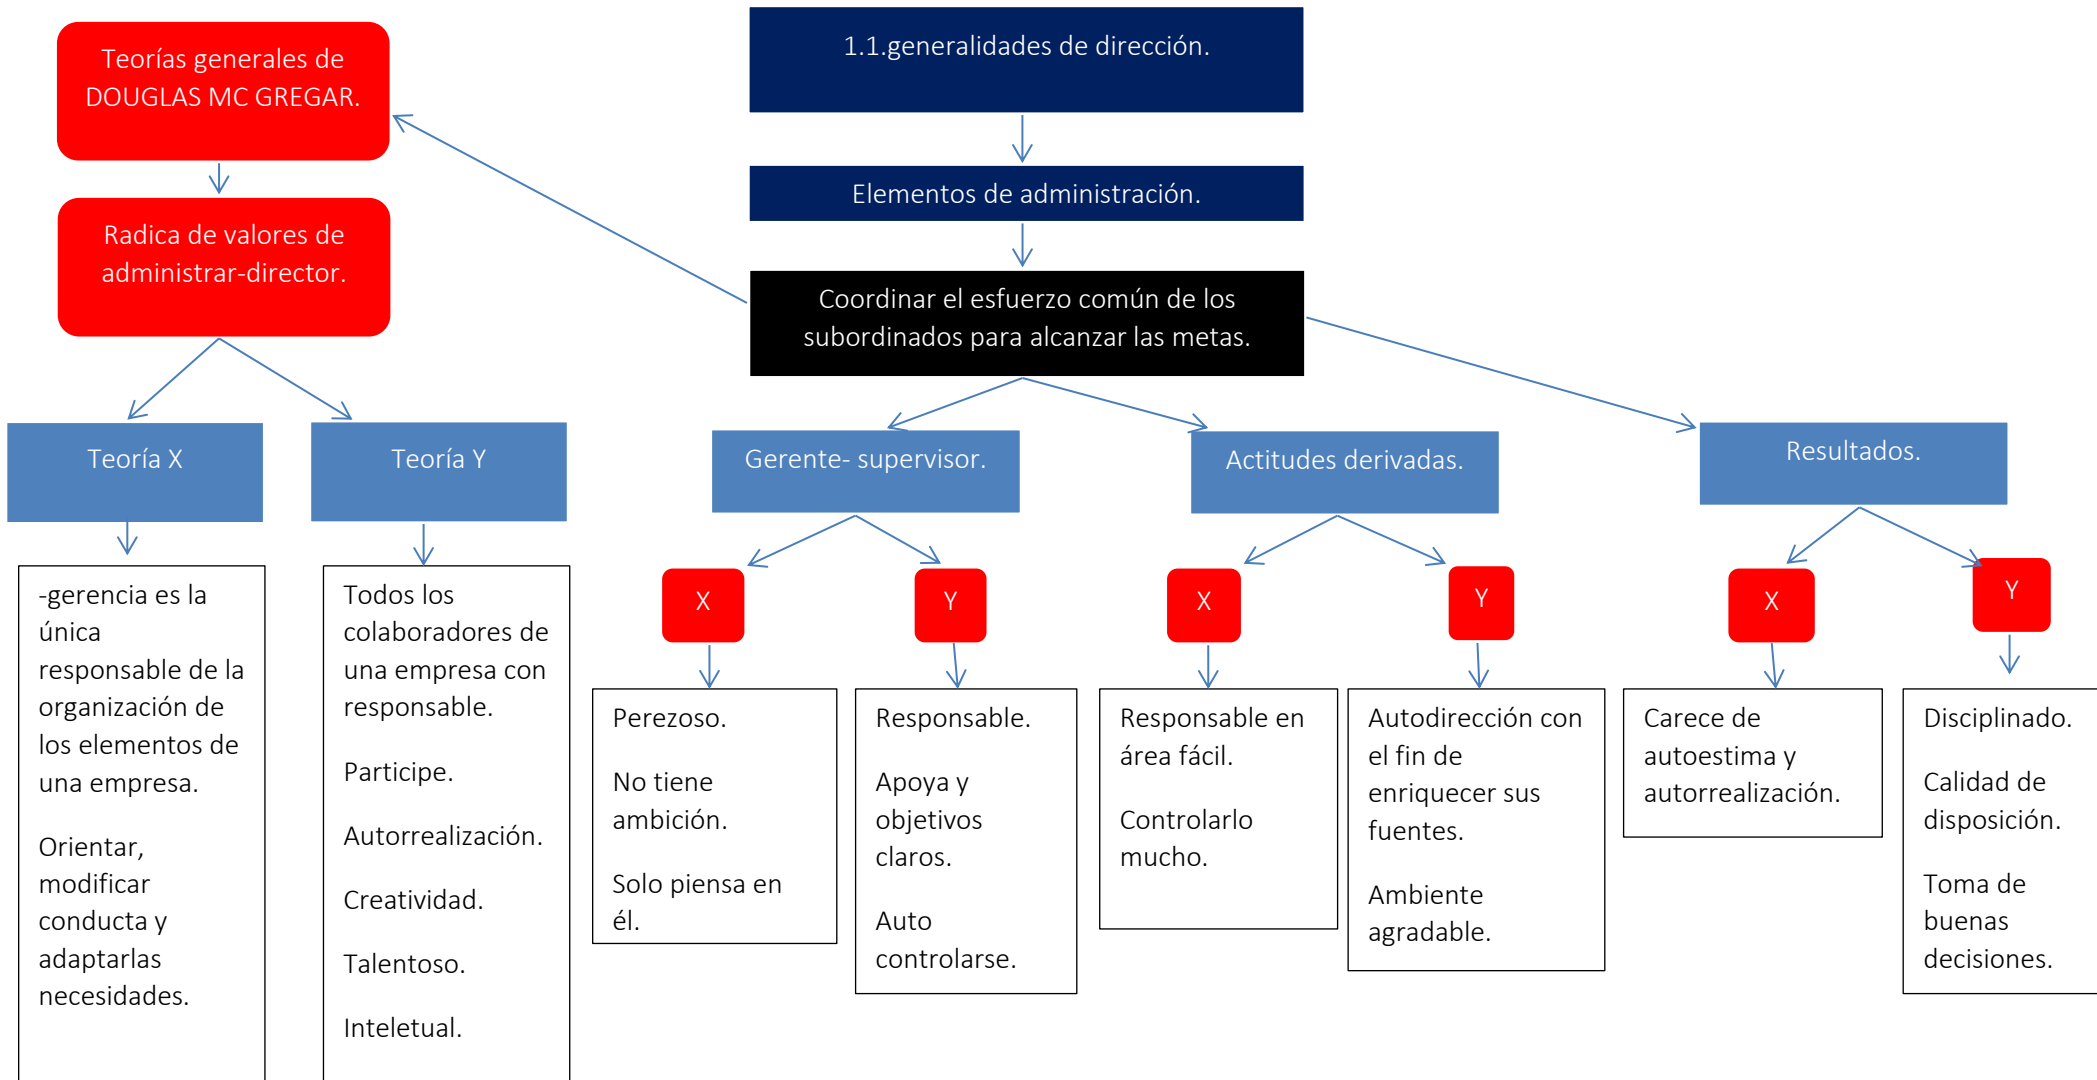 1.1.generalidades de dirección.
Elementos de administración.
Coordinar el esfuerzo común de los
subordinados para alcanzar las metas.
Teorías generales de
DOUGLAS MC GREGAR.
Radica de valores de
administrar-director.
Teoría X
Teoría Y
Gerente- supervisor.
Actitudes derivadas.
Resultados.
-gerencia es la
única
responsable de la
organización de
los elementos de
una empresa.
Orientar,
modificar
conducta y
adaptarlas
necesidades.
Todos los
colaboradores de
una empresa con
responsable.
Participe.
Autorrealización.
Creatividad.
Talentoso.
Inteletual.
X
Y
X
Y
X
Y
Perezoso.
No tiene
ambición.
Solo piensa en
él.
Responsable.
Apoya y
objetivos
claros.
Auto
controlarse.
Responsable en
área fácil.
Controlarlo
mucho.
Autodirección con
el fin de
enriquecer sus
fuentes.
Ambiente
agradable.
Carece de
autoestima y
autorrealización.
Disciplinado.
Calidad de
disposición.
Toma de
buenas
decisiones.